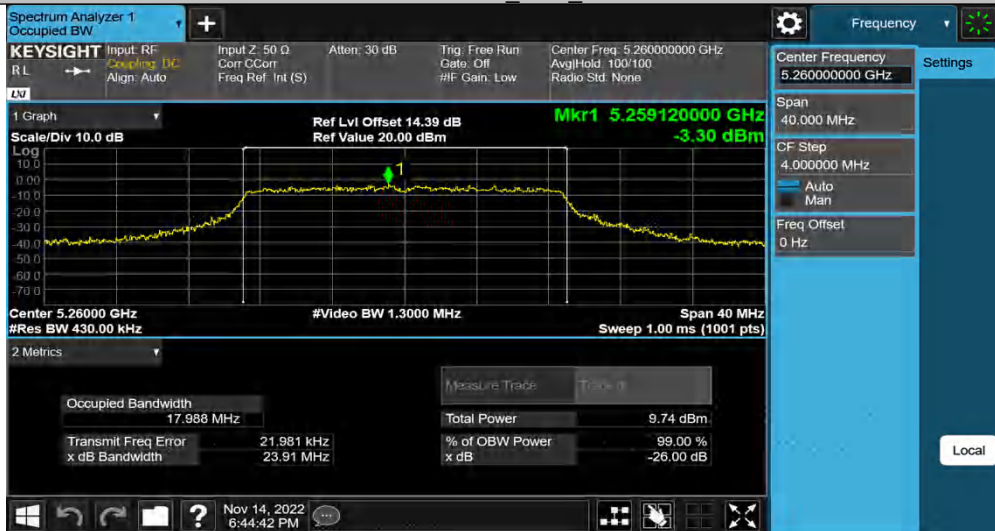 Spectrum Analyzer 1
Occupied BW
+
Frequency
KEYSIGHT
RL
LXI
Input: RF
Coupling: DC
Align: Auto
Input Z: 50 Ω
Corr CCorr
Freq Ref: Int (S)
Atten: 30 dB
Trig: Free Run
Gate: Off
#IF Gain: Low
Center Freq: 5.260000000 GHz
Avg|Hold: 100/100
Radio Std: None
Center Frequency
5.260000000 GHz
Settings
Span
40.000 MHz
CF Step
4.000000 MHz
Auto
Man
Freq Offset
0 Hz
1 Graph
Scale/Div 10.0 dB
Ref Lvl Offset 14.39 dB
Ref Value 20.00 dBm
Mkr1 5.259120000 GHz
-3.30 dBm
Log
10.0
0.00
-10.0
-20.0
-30.0
-40.0
-50.0
-60.0
-70.0
1
Center 5.26000 GHz
#Video BW 1.3000 MHz
Span 40 MHz
#Res BW 430.00 kHz
Sweep 1.00 ms (1001 pts)
2 Metrics
Measure Trace
Occupied Bandwidth
17.988 MHz
Total Power 9.74 dBm
Transmit Freq Error 21.981 kHz
% of OBW Power 99.00 %
x dB Bandwidth 23.91 MHz
x dB -26.00 dB
Local
?
Nov 14, 2022
6:44:42 PM